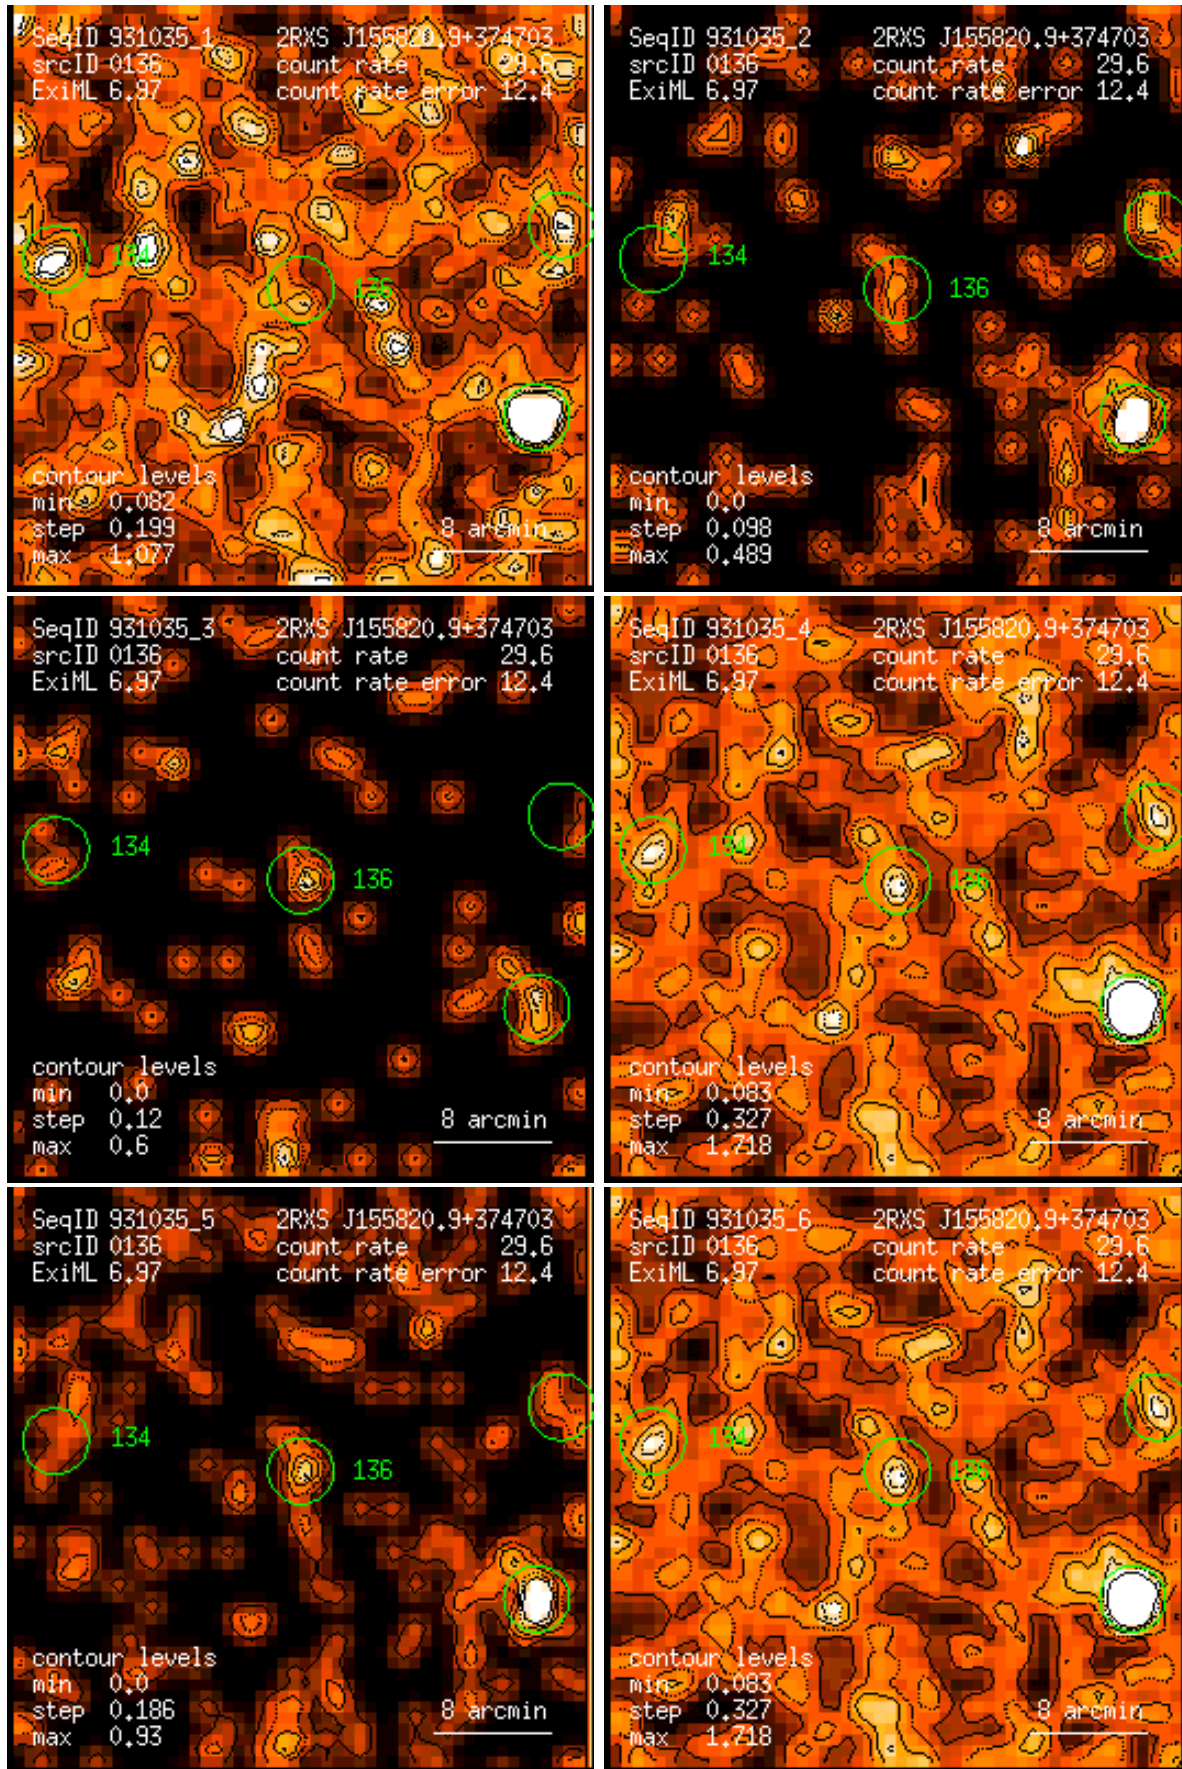 SeqID 931035_1 2RXS J155820.9+374703
srcID 0136 count rate 29.6
ExiML 6.97 count rate error 12.4
134
136
contour levels
min 0.082
step 0.199 8 arcmin
max 1.077
SeqID 931035_2 2RXS J155820.9+374703
srcID 0136 count rate 29.6
ExiML 6.97 count rate error 12.4
134
136
contour levels
min 0.0
step 0.098 8 arcmin
max 0.489
SeqID 931035_3 2RXS J155820.9+374703
srcID 0136 count rate 29.6
ExiML 6.97 count rate error 12.4
134
136
contour levels
min 0.0
step 0.12 8 arcmin
max 0.6
SeqID 931035_4 2RXS J155820.9+374703
srcID 0136 count rate 29.6
ExiML 6.97 count rate error 12.4
134
136
contour levels
min 0.083
step 0.327 8 arcmin
max 1.718
SeqID 931035_5 2RXS J155820.9+374703
srcID 0136 count rate 29.6
ExiML 6.97 count rate error 12.4
134
136
contour levels
min 0.0
step 0.186 8 arcmin
max 0.93
SeqID 931035_6 2RXS J155820.9+374703
srcID 0136 count rate 29.6
ExiML 6.97 count rate error 12.4
134
136
contour levels
min 0.083
step 0.327 8 arcmin
max 1.718